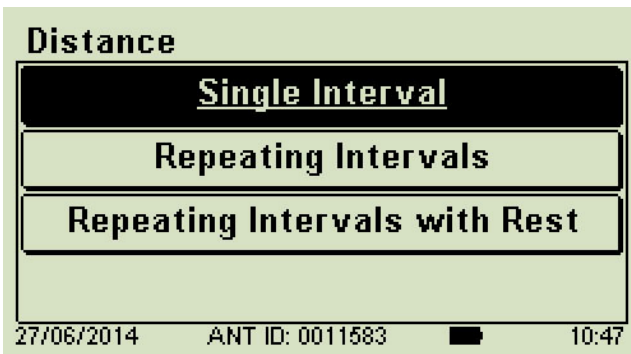 Distance
Single Interval
Repeating Intervals
Repeating Intervals with Rest
27/06/2014 ANT ID: 0011583 10:47